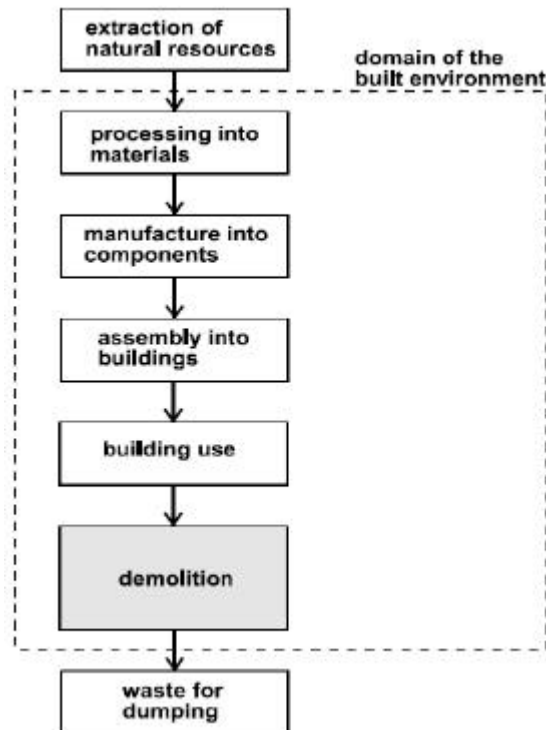 extraction of
natural resources
domain of the
built environment
processing into
materials
manufacture into
components
assembly into
buildings
building use
demolition
waste for
dumping